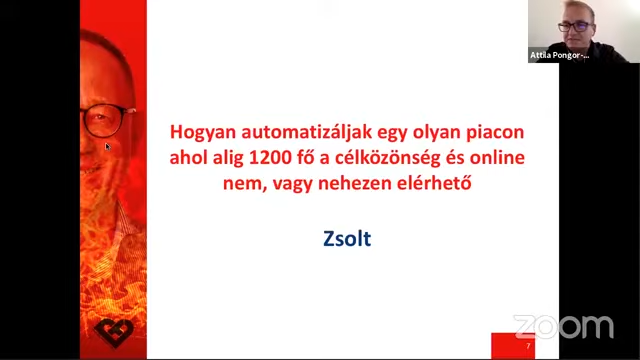 Attila Pongor-...
Hogyan automatizáljak egy olyan piacon
ahol alig 1200 fő a célközönség és online
nem, vagy nehezen elérhető
Zsolt
7
zoom